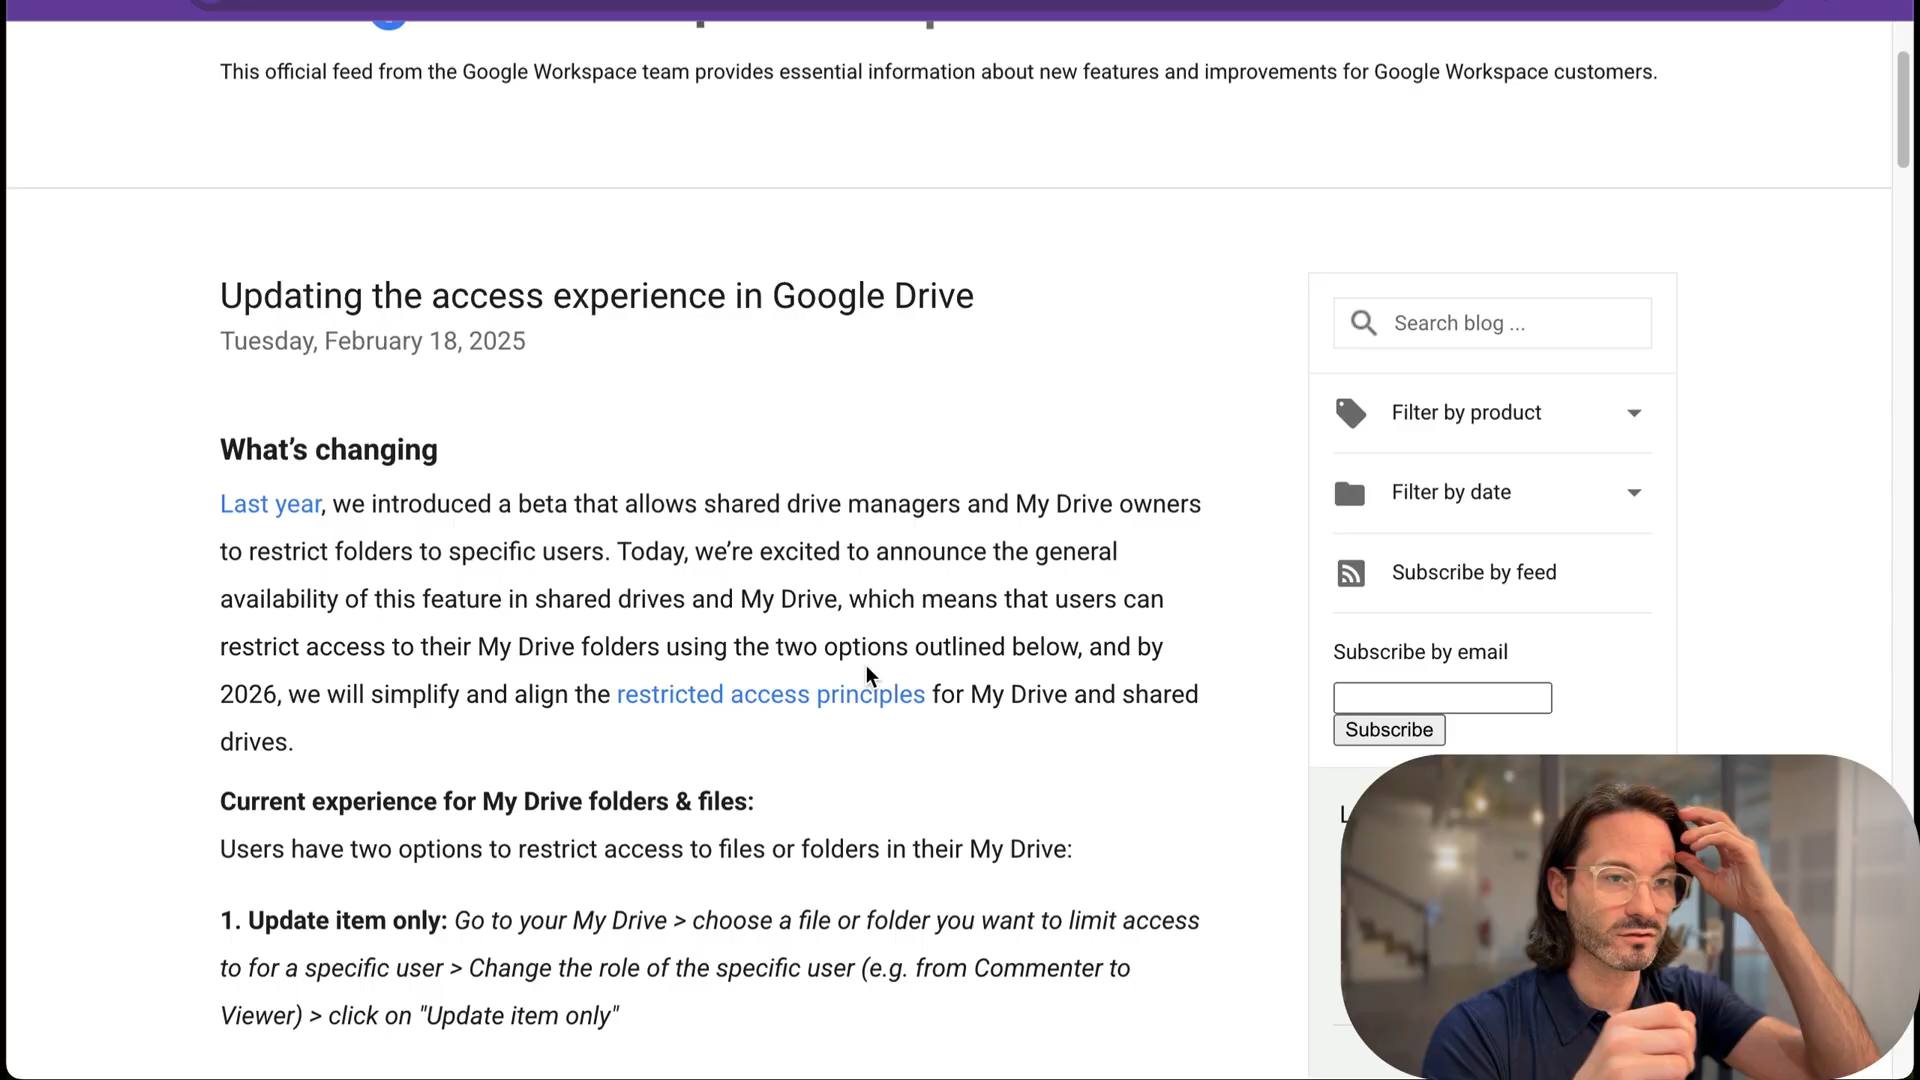 This official feed from the Google Workspace team provides essential information about new features and improvements for Google Workspace customers.
Updating the access experience in Google Drive
Tuesday, February 18, 2025
What’s changing
Last year, we introduced a beta that allows shared drive managers and My Drive owners
to restrict folders to specific users. Today, we’re excited to announce the general
availability of this feature in shared drives and My Drive, which means that users can
restrict access to their My Drive folders using the two options outlined below, and by
2026, we will simplify and align the restricted access principles for My Drive and shared
drives.
Current experience for My Drive folders & files:
Users have two options to restrict access to files or folders in their My Drive:
1. Update item only: Go to your My Drive > choose a file or folder you want to limit access
to for a specific user > Change the role of the specific user (e.g. from Commenter to
Viewer) > click on "Update item only"
Search blog ...
Filter by product
Filter by date
Subscribe by feed
Subscribe by email
Subscribe